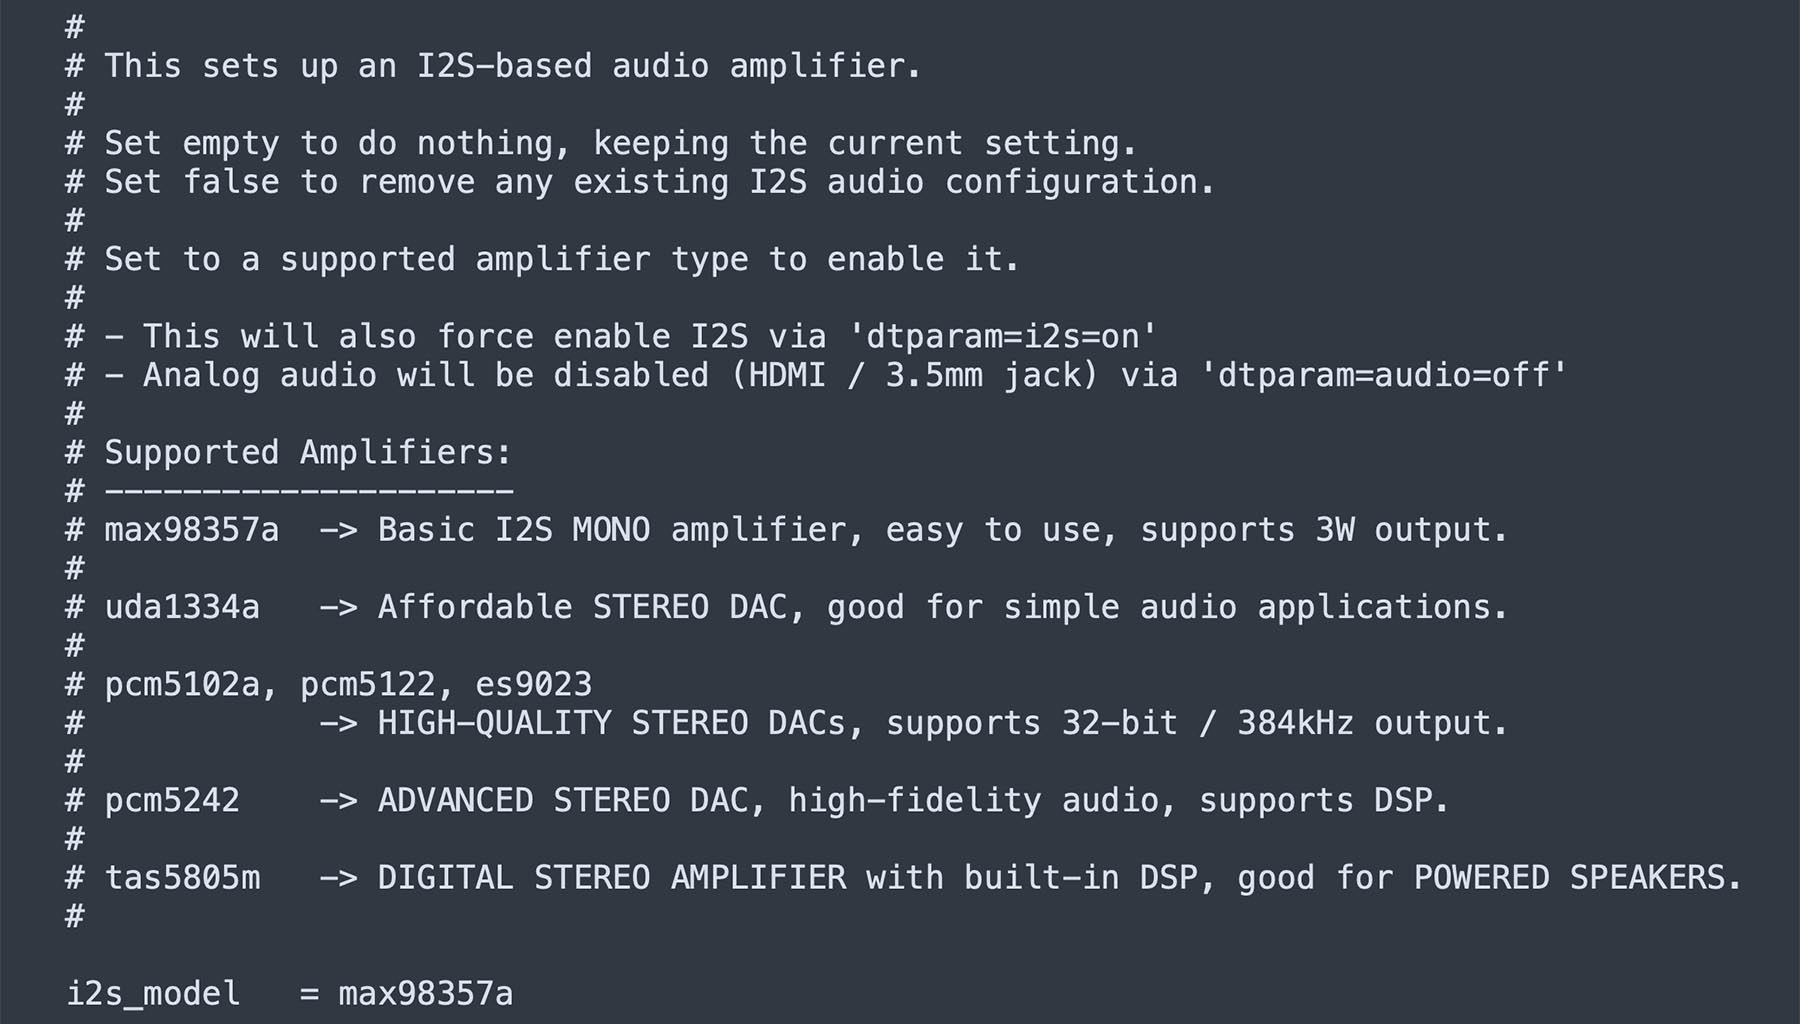 #
# This sets up an I2S-based audio amplifier.
#
# Set empty to do nothing, keeping the current setting.
# Set false to remove any existing I2S audio configuration.
#
# Set to a supported amplifier type to enable it.
#
# - This will also force enable I2S via 'dtparam=i2s=on'
# - Analog audio will be disabled (HDMI / 3.5mm jack) via 'dtparam=audio=off'
#
# Supported Amplifiers:
# ---------------------
# max98357a  -> Basic I2S MONO amplifier, easy to use, supports 3W output.
#
# uda1334a   -> Affordable STEREO DAC, good for simple audio applications.
#
# pcm5102a, pcm5122, es9023
#            -> HIGH-QUALITY STEREO DACs, supports 32-bit / 384kHz output.
#
# pcm5242    -> ADVANCED STEREO DAC, high-fidelity audio, supports DSP.
#
# tas5805m   -> DIGITAL STEREO AMPLIFIER with built-in DSP, good for POWERED SPEAKERS.
#

i2s_model   = max98357a